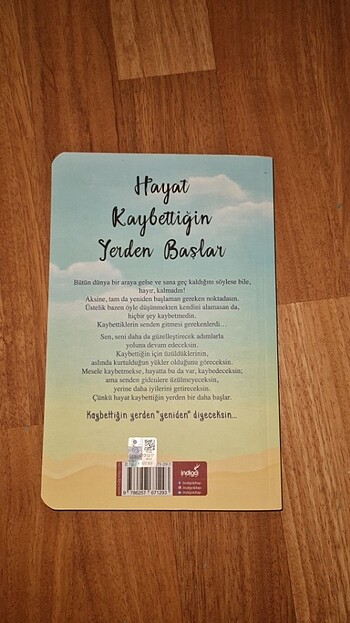 Hayat
Kaybettiğin
Yerden Başlar
Bütün dünya bir araya gelse ve sana geç kaldığını söylese bile,
hayır, kalmadın!
Aksine, tam da yeniden başlaman gereken noktadasın.
Üstelik bazen öyle düşünmekten kendini alamasan da,
hiçbir şey kaybetmedin.
Kaybettiklerin senden gitmesi gerekenlerdi…
Sen, seni daha da güzelleştirecek adımlarla
yoluna devam edeceksin.
Kaybettiğin için üzüldüklerinin,
aslında kurtulduğun yükler olduğunu göreceksin.
Mesele kaybetmekse, hayatta bu da var, kaybedeceksin;
ama senden gidenlere üzülmeyeceksin,
yerine daha iyilerini getireceksin.
Çünkü hayat kaybettiğin yerden bir daha başlar.
Kaybettiğin yerden "yeniden" diyeceksin...
indigo
9 786257 671293